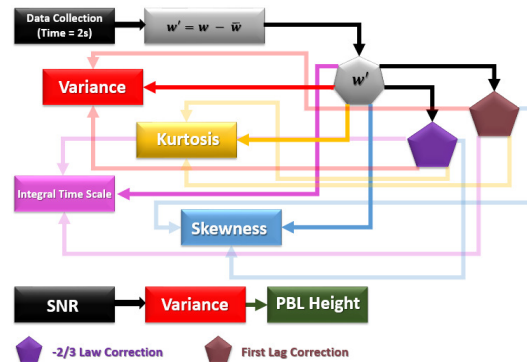 Data Collection
(Time = 2s)
w' = w − w̅
w'
Variance
Kurtosis
Integral Time Scale
Skewness
SNR
Variance
PBL Height
-2/3 Law Correction
First Lag Correction